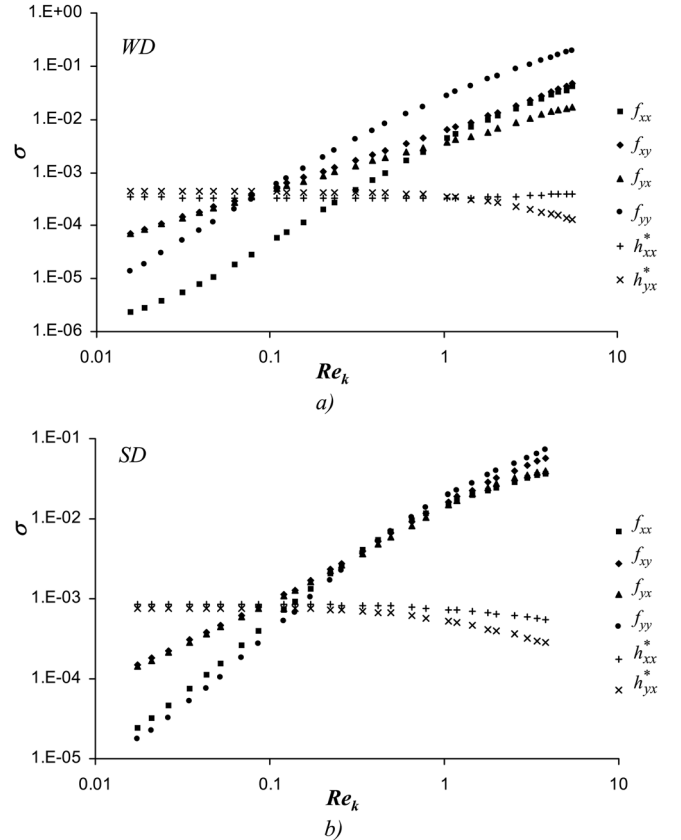 1.E+00
WD
1.E-01
1.E-02
1.E-03
1.E-04
1.E-05
1.E-06
σ
0.01 0.1 1 10
Re_k
f_xx
f_xy
f_yx
f_yy
h*_xx
h*_yx
a)
1.E-01
SD
1.E-02
1.E-03
1.E-04
1.E-05
σ
0.01 0.1 1 10
Re_k
f_xx
f_xy
f_yx
f_yy
h*_xx
h*_yx
b)